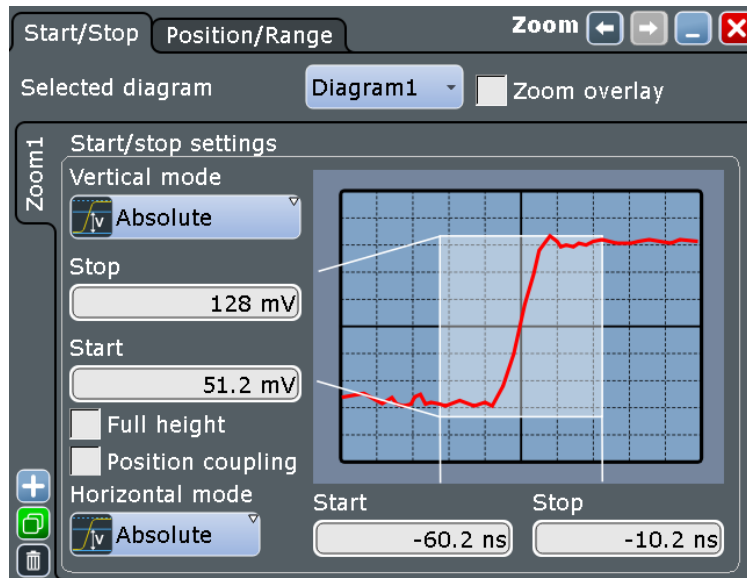 Start/Stop Position/Range Zoom
Selected diagram Diagram1 Zoom overlay
Zoom1
Start/stop settings
Vertical mode
V Absolute
Stop
128 mV
Start
51.2 mV
Full height
Position coupling
Horizontal mode
V Absolute
Start Stop
-60.2 ns -10.2 ns